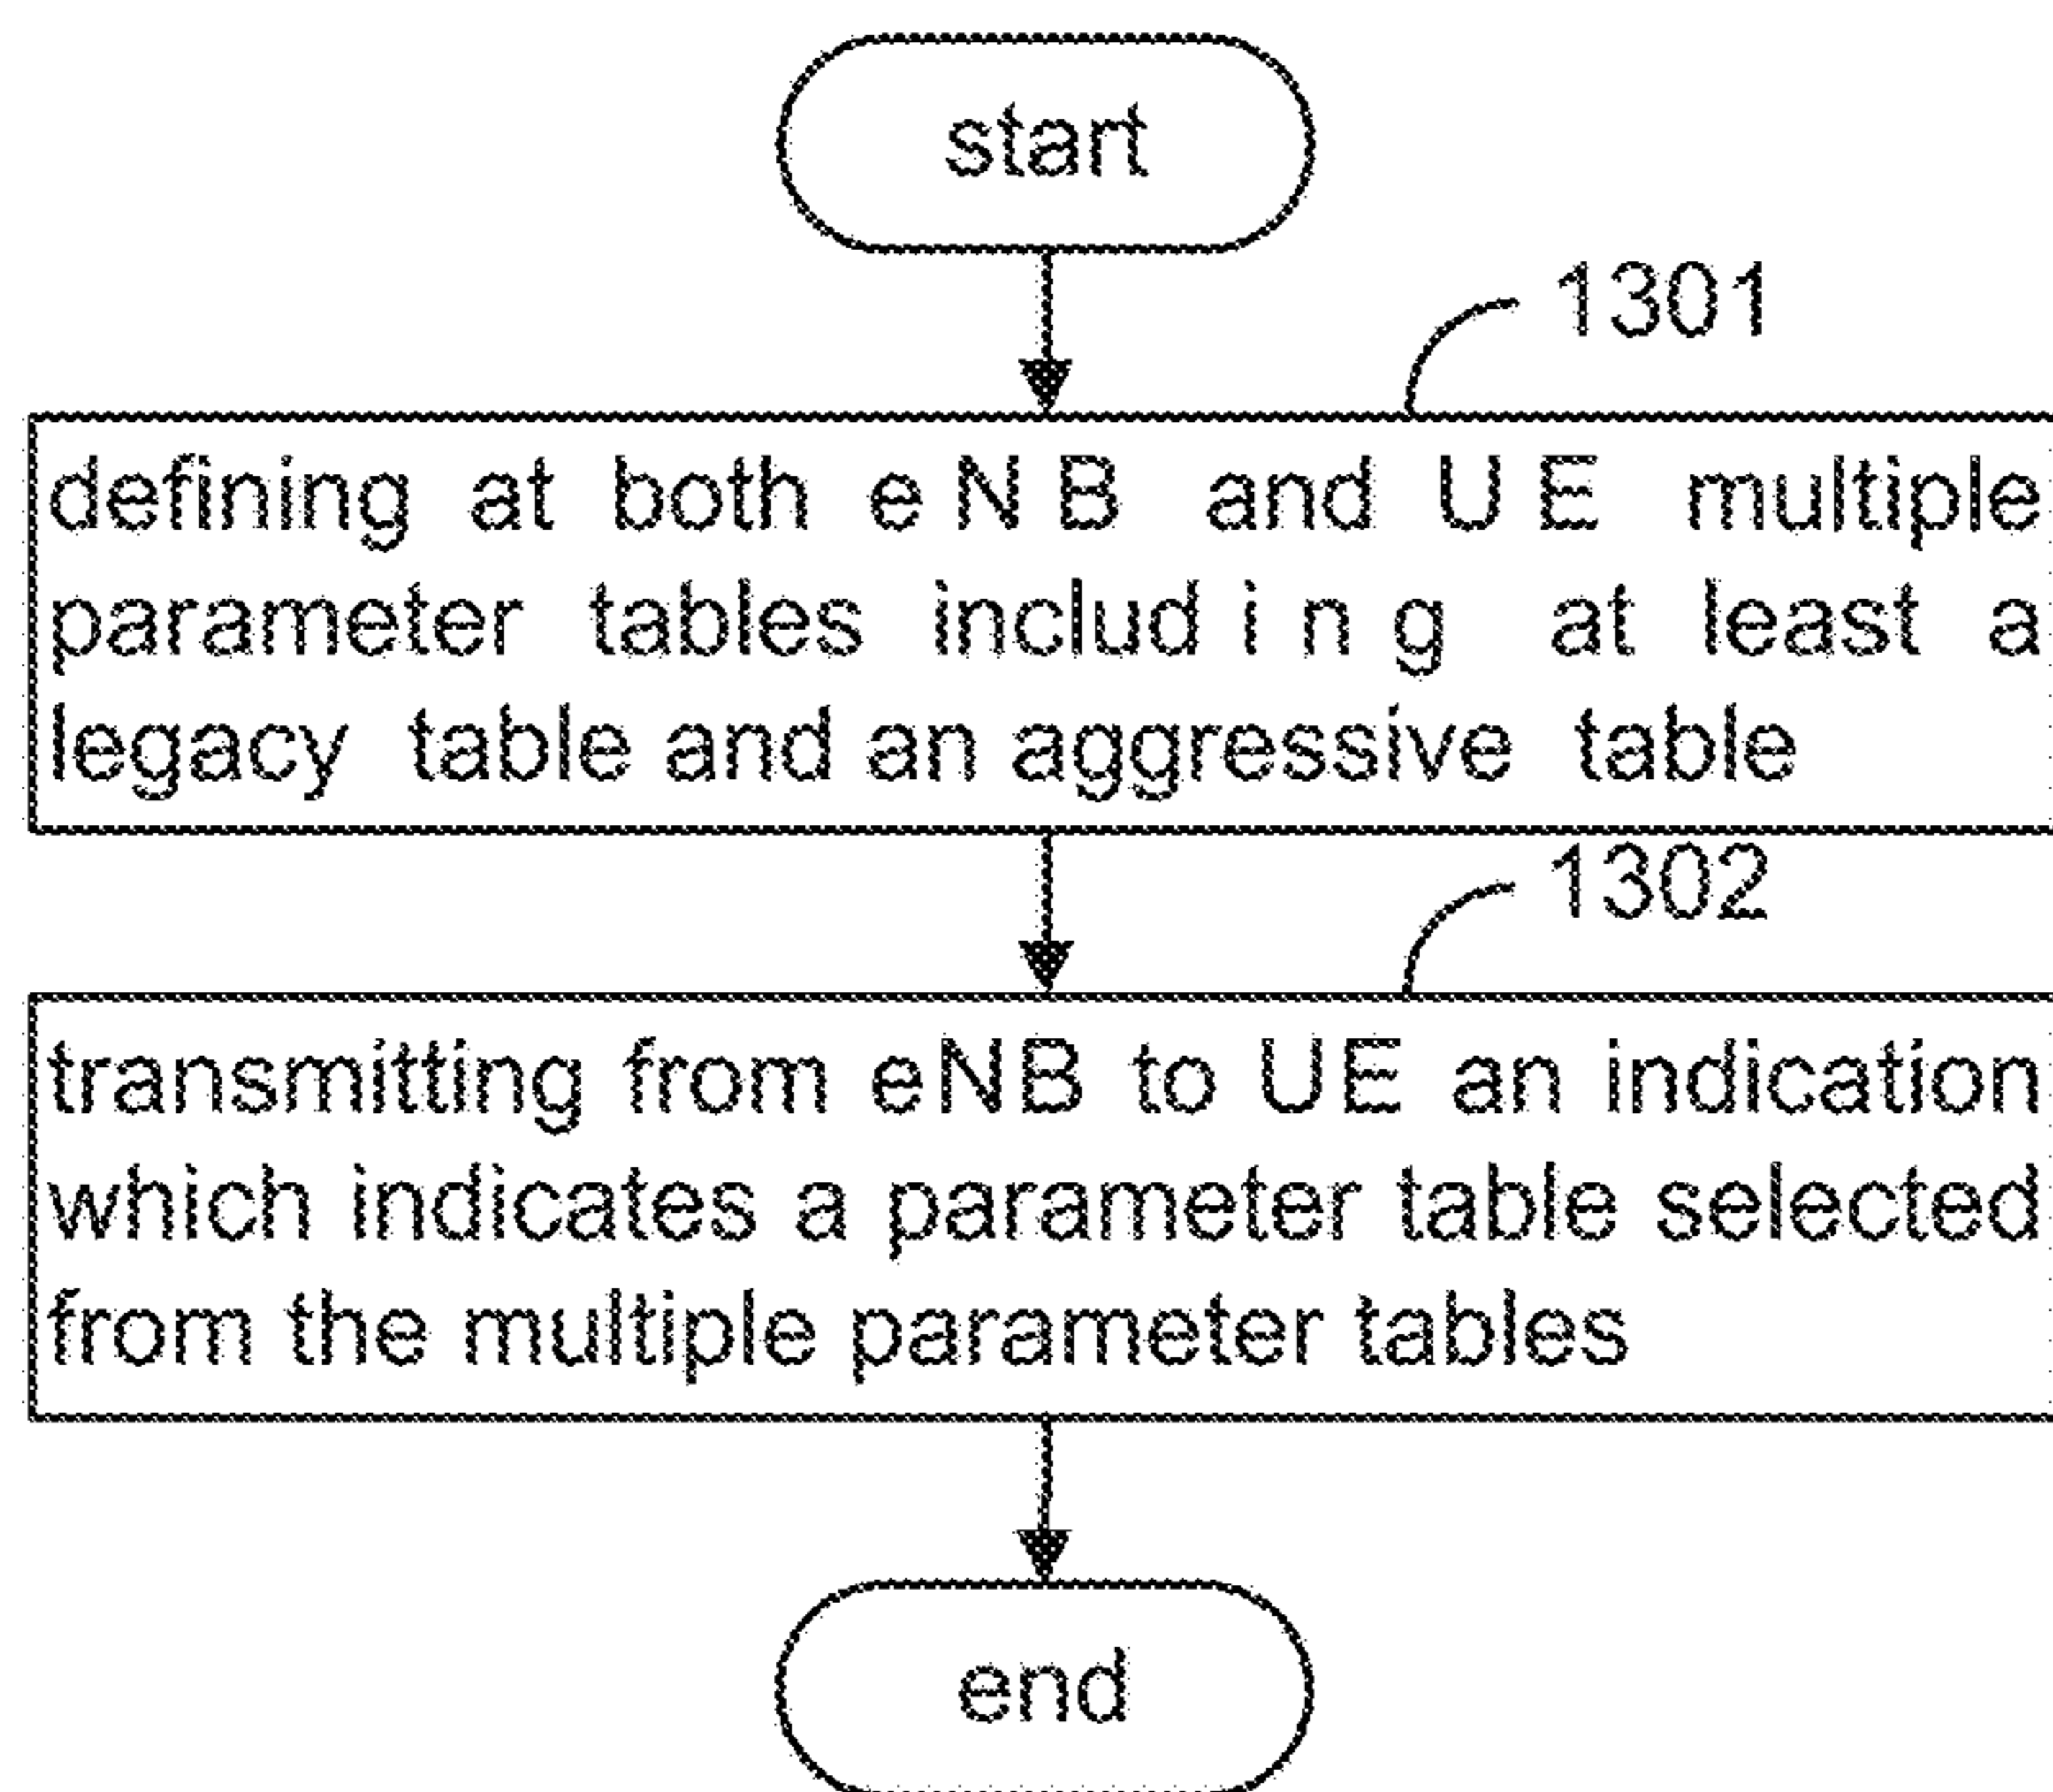 start
1301
defining at both eNB and UE multiple
parameter tables including at least a
legacy table and an aggressive table
1302
transmitting from eNB to UE an indication
which indicates a parameter table selected
from the multiple parameter tables
end